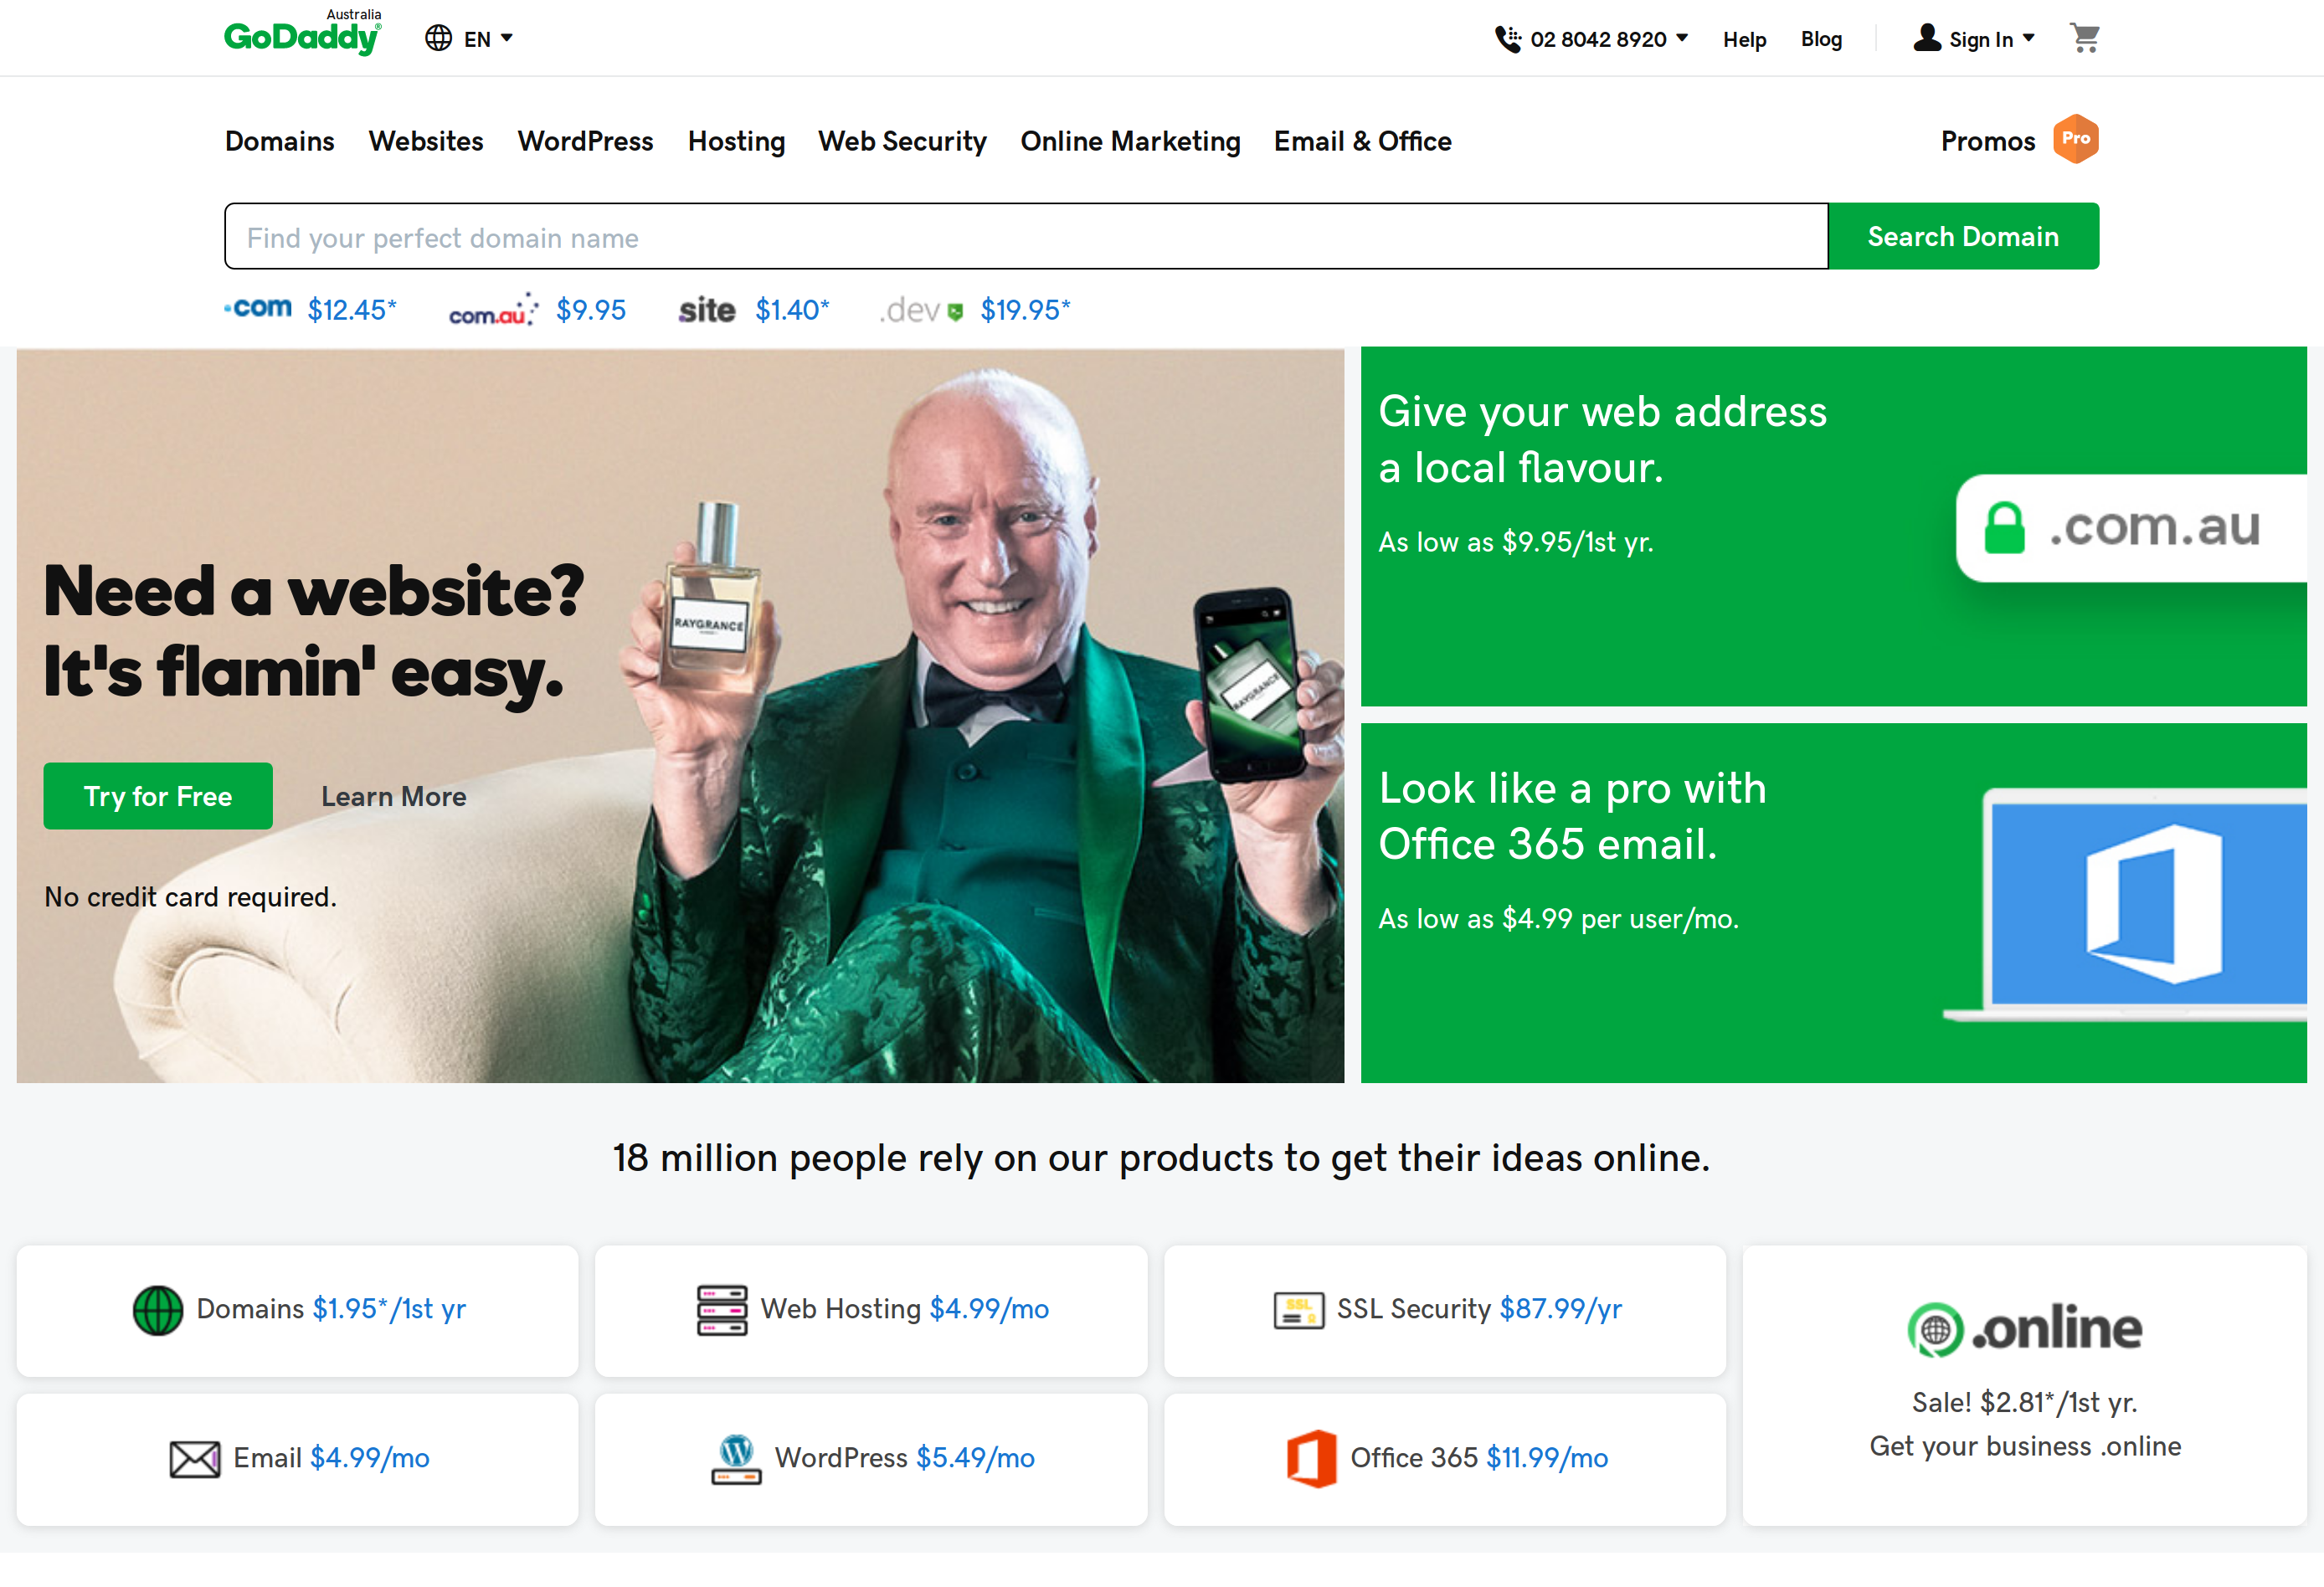 Australia
GoDaddy®
EN
02 8042 8920
Help
Blog
Sign In
Domains
Websites
WordPress
Hosting
Web Security
Online Marketing
Email & Office
Promos
Pro
Find your perfect domain name
Search Domain
.com $12.45*
com.au $9.95
site $1.40*
.dev $19.95*
Need a website?
It's flamin' easy.
Try for Free
Learn More
No credit card required.
RAYGRANCE
RAYGRANCE
Give your web address
a local flavour.
As low as $9.95/1st yr.
.com.au
Look like a pro with
Office 365 email.
As low as $4.99 per user/mo.
18 million people rely on our products to get their ideas online.
Domains $1.95*/1st yr
Web Hosting $4.99/mo
SSL
SSL Security $87.99/yr
Email $4.99/mo
WordPress $5.49/mo
Office 365 $11.99/mo
.online
Sale! $2.81*/1st yr.
Get your business .online